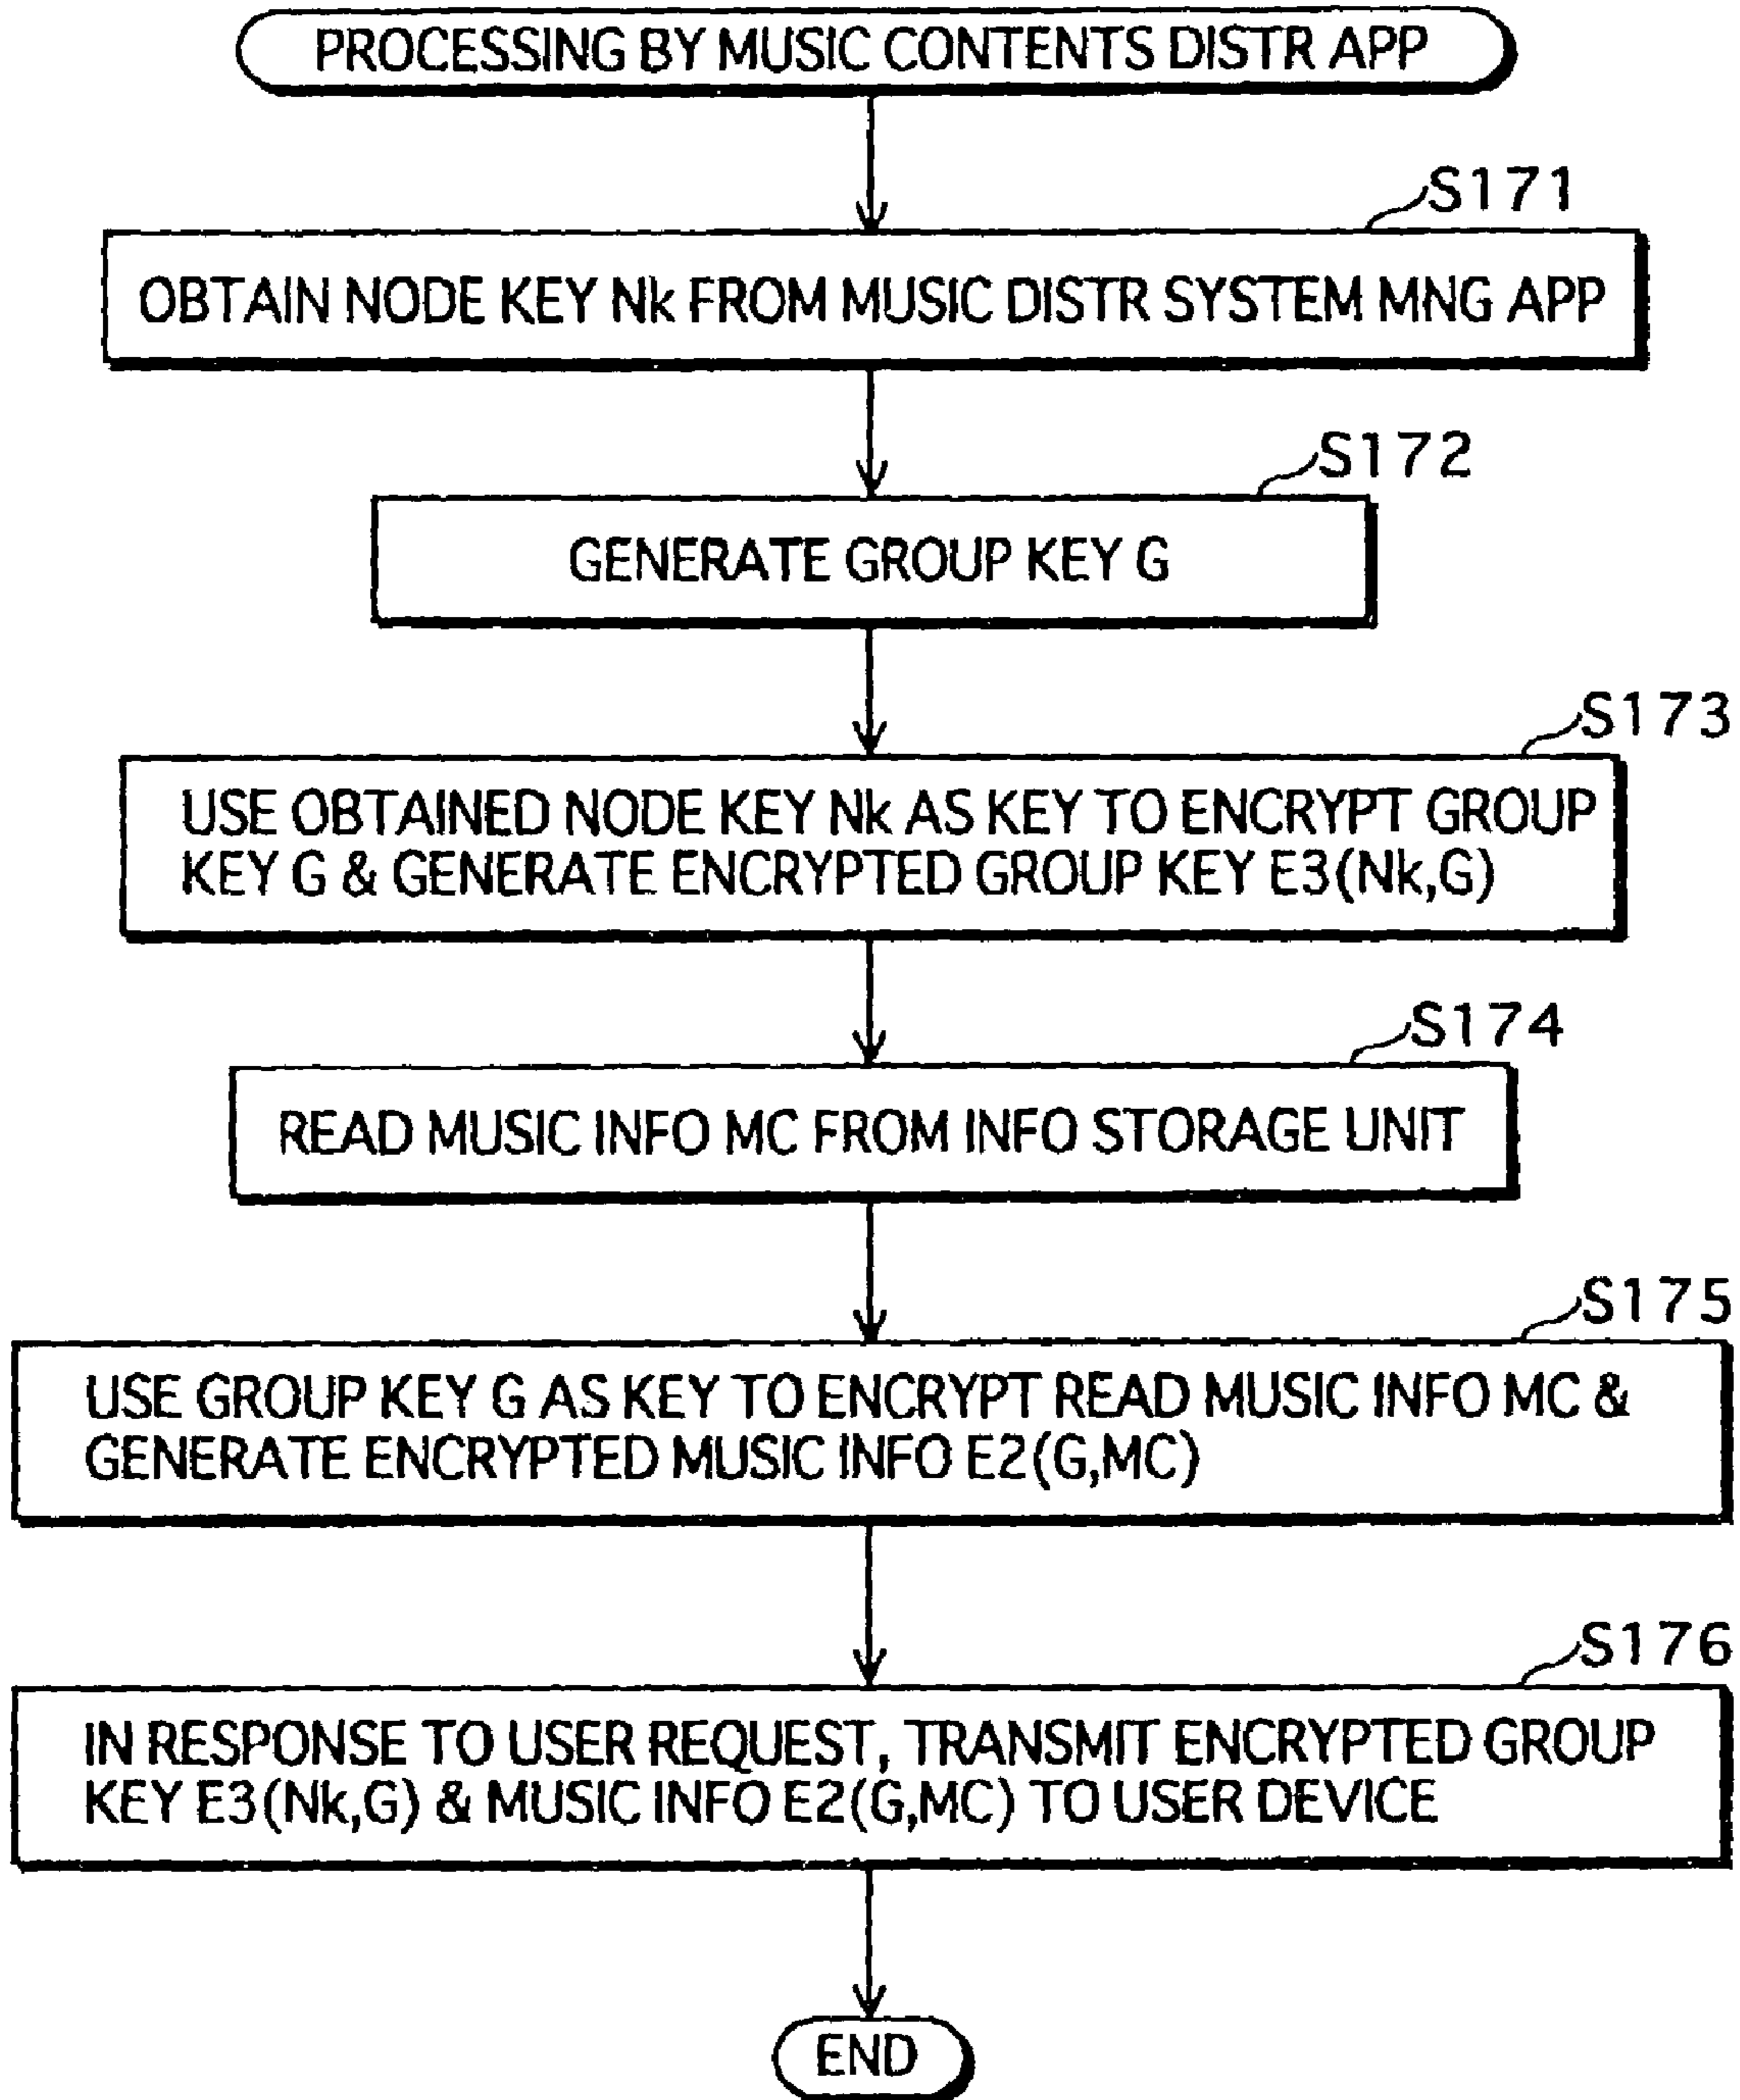 PROCESSING BY MUSIC CONTENTS DISTR APP
S171
OBTAIN NODE KEY Nk FROM MUSIC DISTR SYSTEM MNG APP
S172
GENERATE GROUP KEY G
S173
USE OBTAINED NODE KEY Nk AS KEY TO ENCRYPT GROUP
KEY G & GENERATE ENCRYPTED GROUP KEY E3(Nk,G)
S174
READ MUSIC INFO MC FROM INFO STORAGE UNIT
S175
USE GROUP KEY G AS KEY TO ENCRYPT READ MUSIC INFO MC &
GENERATE ENCRYPTED MUSIC INFO E2(G,MC)
S176
IN RESPONSE TO USER REQUEST, TRANSMIT ENCRYPTED GROUP
KEY E3(Nk,G) & MUSIC INFO E2(G,MC) TO USER DEVICE
END